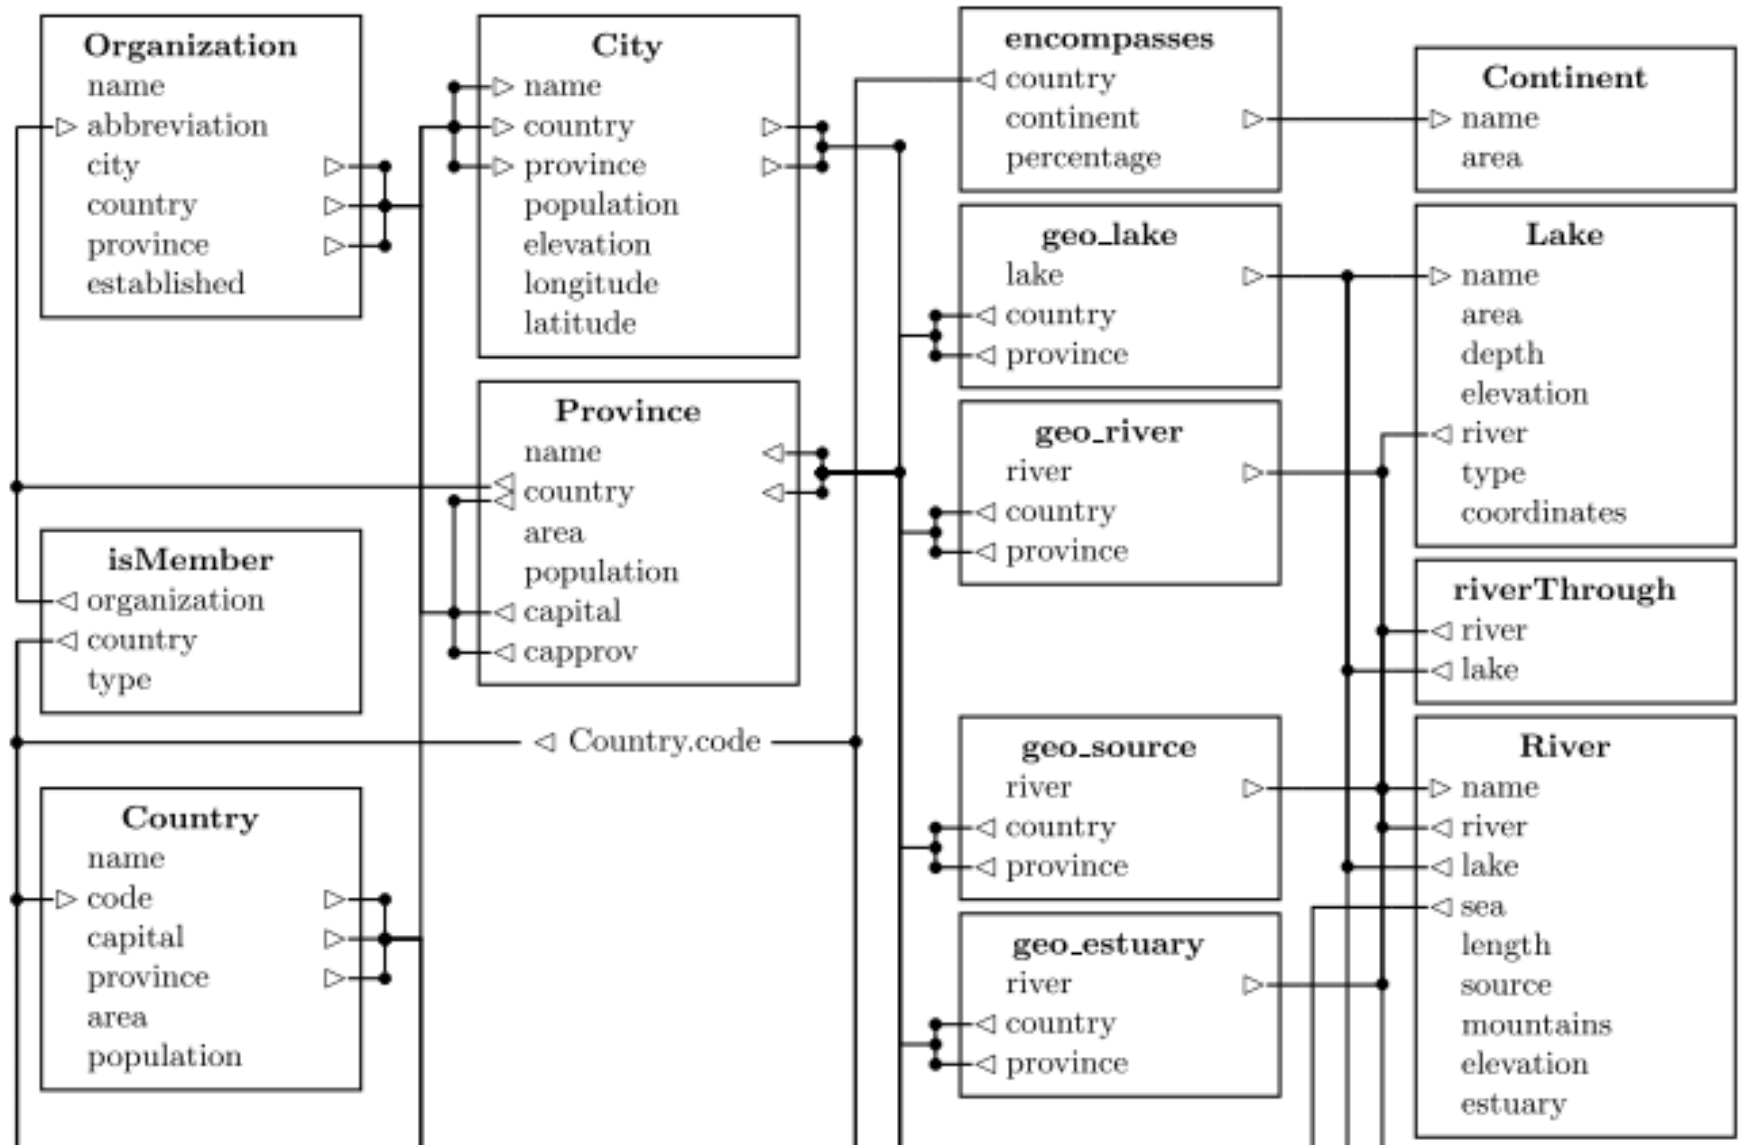 Organization
name
abbreviation
city
country
province
established
isMember
organization
country
type
Country
name
code
capital
province
area
population
City
name
country
province
population
elevation
longitude
latitude
Province
name
country
area
population
capital
capprov
Country.code
encompasses
country
continent
percentage
geo_lake
lake
country
province
geo_river
river
country
province
geo_source
river
country
province
geo_estuary
river
country
province
Continent
name
area
Lake
name
area
depth
elevation
river
type
coordinates
riverThrough
river
lake
River
name
river
lake
sea
length
source
mountains
elevation
estuary